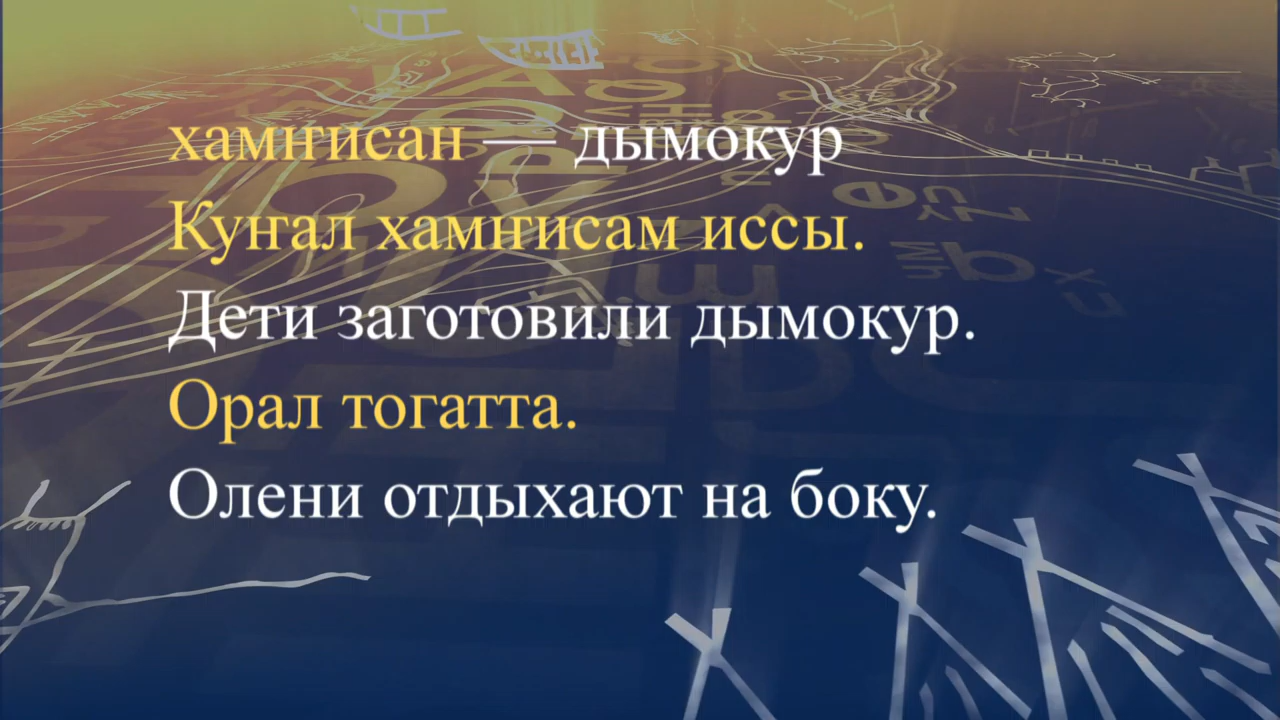 хамӈисан — дымокур
Куӈал хамӈисам иссы.
Дети заготовили дымокур.
Орал тогатта.
Олени отдыхают на боку.